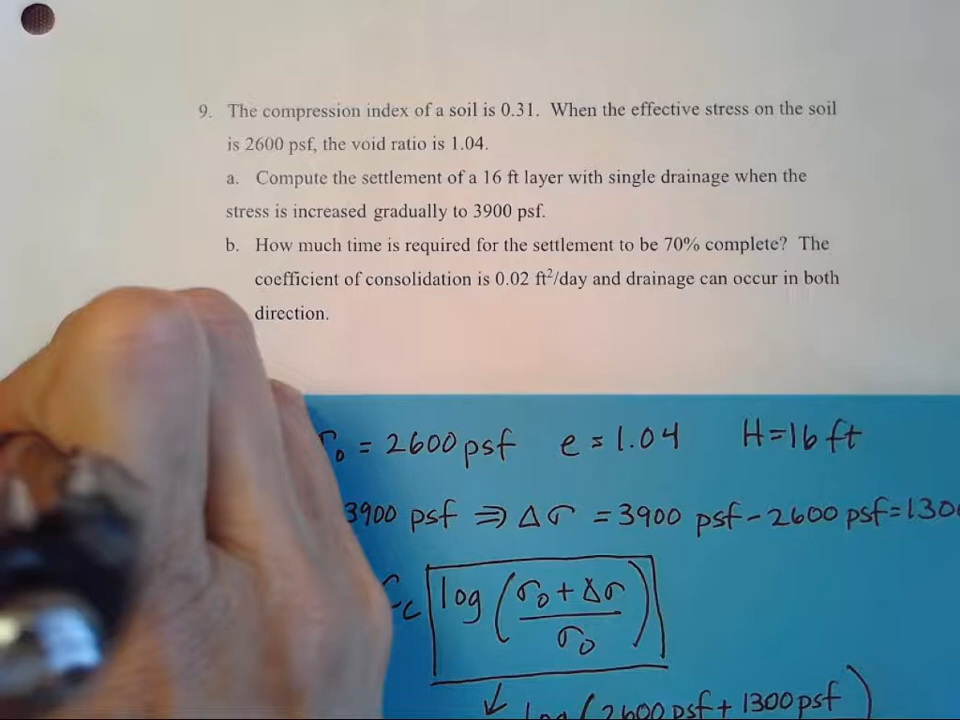 9. The compression index of a soil is 0.31. When the effective stress on the soil
is 2600 psf, the void ratio is 1.04.
a. Compute the settlement of a 16 ft layer with single drainage when the
stress is increased gradually to 3900 psf.
b. How much time is required for the settlement to be 70% complete? The
coefficient of consolidation is 0.02 ft²/day and drainage can occur in both
direction.
σ₀ = 2600 psf e = 1.04 H=16 ft
3900 psf ⇒ Δσ = 3900 psf - 2600 psf = 130
Cc log (σ₀ + Δσ / σ₀)
↓ log (2600 psf + 1300 psf)